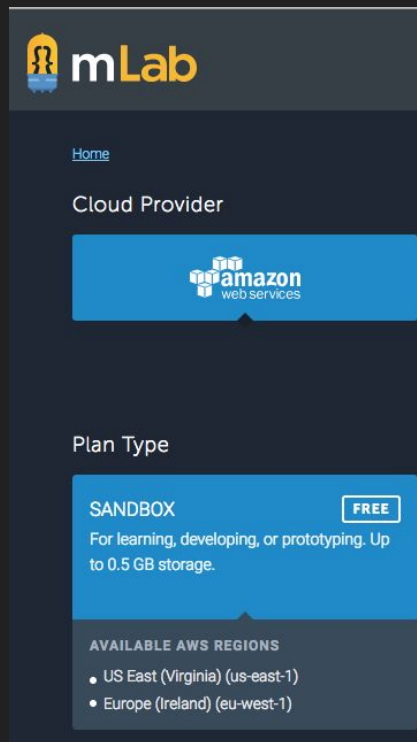 mLab
Home
Cloud Provider
amazon
web services
Plan Type
SANDBOX
FREE
For learning, developing, or prototyping. Up
to 0.5 GB storage.
AVAILABLE AWS REGIONS
• US East (Virginia) (us-east-1)
• Europe (Ireland) (eu-west-1)